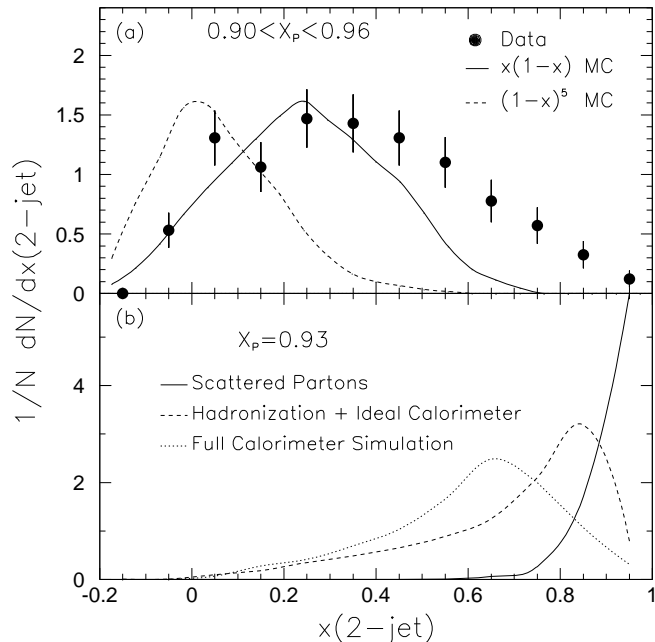 (a) 0.90<X_P<0.96
Data
x(1−x) MC
(1−x)^5 MC
2
1.5
1
0.5
0
1/N dN/dx(2−jet)
(b)
X_P=0.93
Scattered Partons
Hadronization + Ideal Calorimeter
Full Calorimeter Simulation
4
2
0
-0.2 0 0.2 0.4 0.6 0.8 1
x(2−jet)